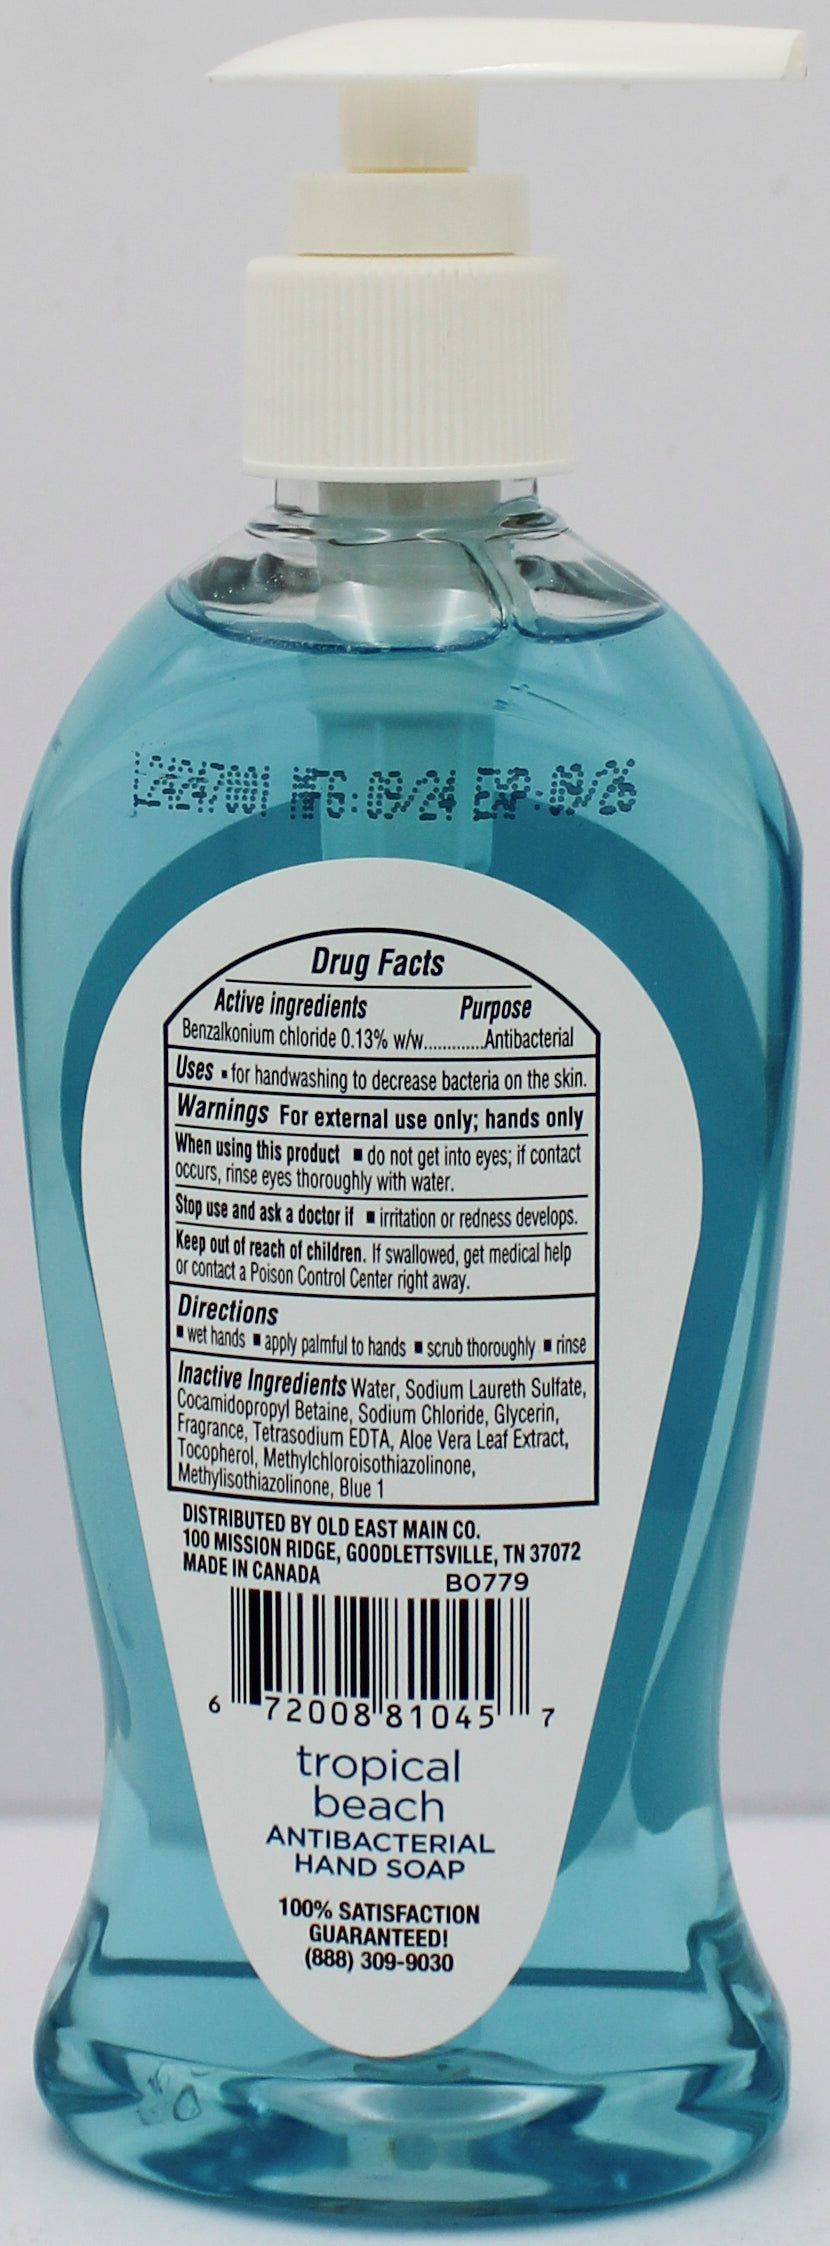 MFG: 09/24 EXP: 09/26
Drug Facts
Active ingredients Purpose
Benzalkonium chloride 0.13% w/w.............Antibacterial
Uses ▪ for handwashing to decrease bacteria on the skin.
Warnings For external use only; hands only
When using this product ■ do not get into eyes; if contact
occurs, rinse eyes thoroughly with water.
Stop use and ask a doctor if ■ irritation or redness develops.
Keep out of reach of children. If swallowed, get medical help
or contact a Poison Control Center right away.
Directions
■ wet hands ■ apply palmful to hands ■ scrub thoroughly ■ rinse
Inactive Ingredients Water, Sodium Laureth Sulfate,
Cocamidopropyl Betaine, Sodium Chloride, Glycerin,
Fragrance, Tetrasodium EDTA, Aloe Vera Leaf Extract,
Tocopherol, Methylchloroisothiazolinone,
Methylisothiazolinone, Blue 1
DISTRIBUTED BY OLD EAST MAIN CO.
100 MISSION RIDGE, GOODLETTSVILLE, TN 37072
MADE IN CANADA BO779
6 72008 81045 7
tropical
beach
ANTIBACTERIAL
HAND SOAP
100% SATISFACTION
GUARANTEED!
(888) 309-9030